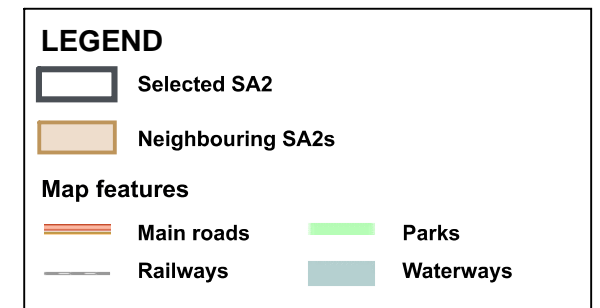 LEGEND
Selected SA2
Neighbouring SA2s
Map features
Main roads
Parks
Railways
Waterways